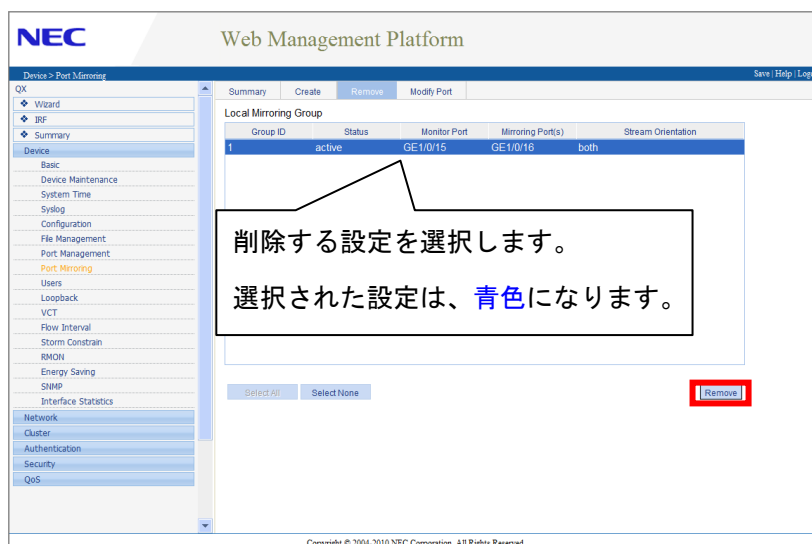 NEC
Web Management Platform
Device > Port Mirroring
Save | Help |
QX
Wizard
IRF
Summary
Device
Basic
Device Maintenance
System Time
Syslog
Configuration
File Management
Port Management
Port Mirroring
Users
Loopback
VCT
Flow Interval
Storm Constrain
RMON
Energy Saving
SNMP
Interface Statistics
Network
Cluster
Authentication
Security
QoS
Summary Create Remove Modify Port
Local Mirroring Group
Group ID Status Monitor Port Mirroring Port(s) Stream Orientation
1 active GE1/0/15 GE1/0/16 both
削除する設定を選択します。
選択された設定は、青色になります。
Select All Select None Remove
Copyright © 2004-2010 NEC Corporation. All Rights Reserved.